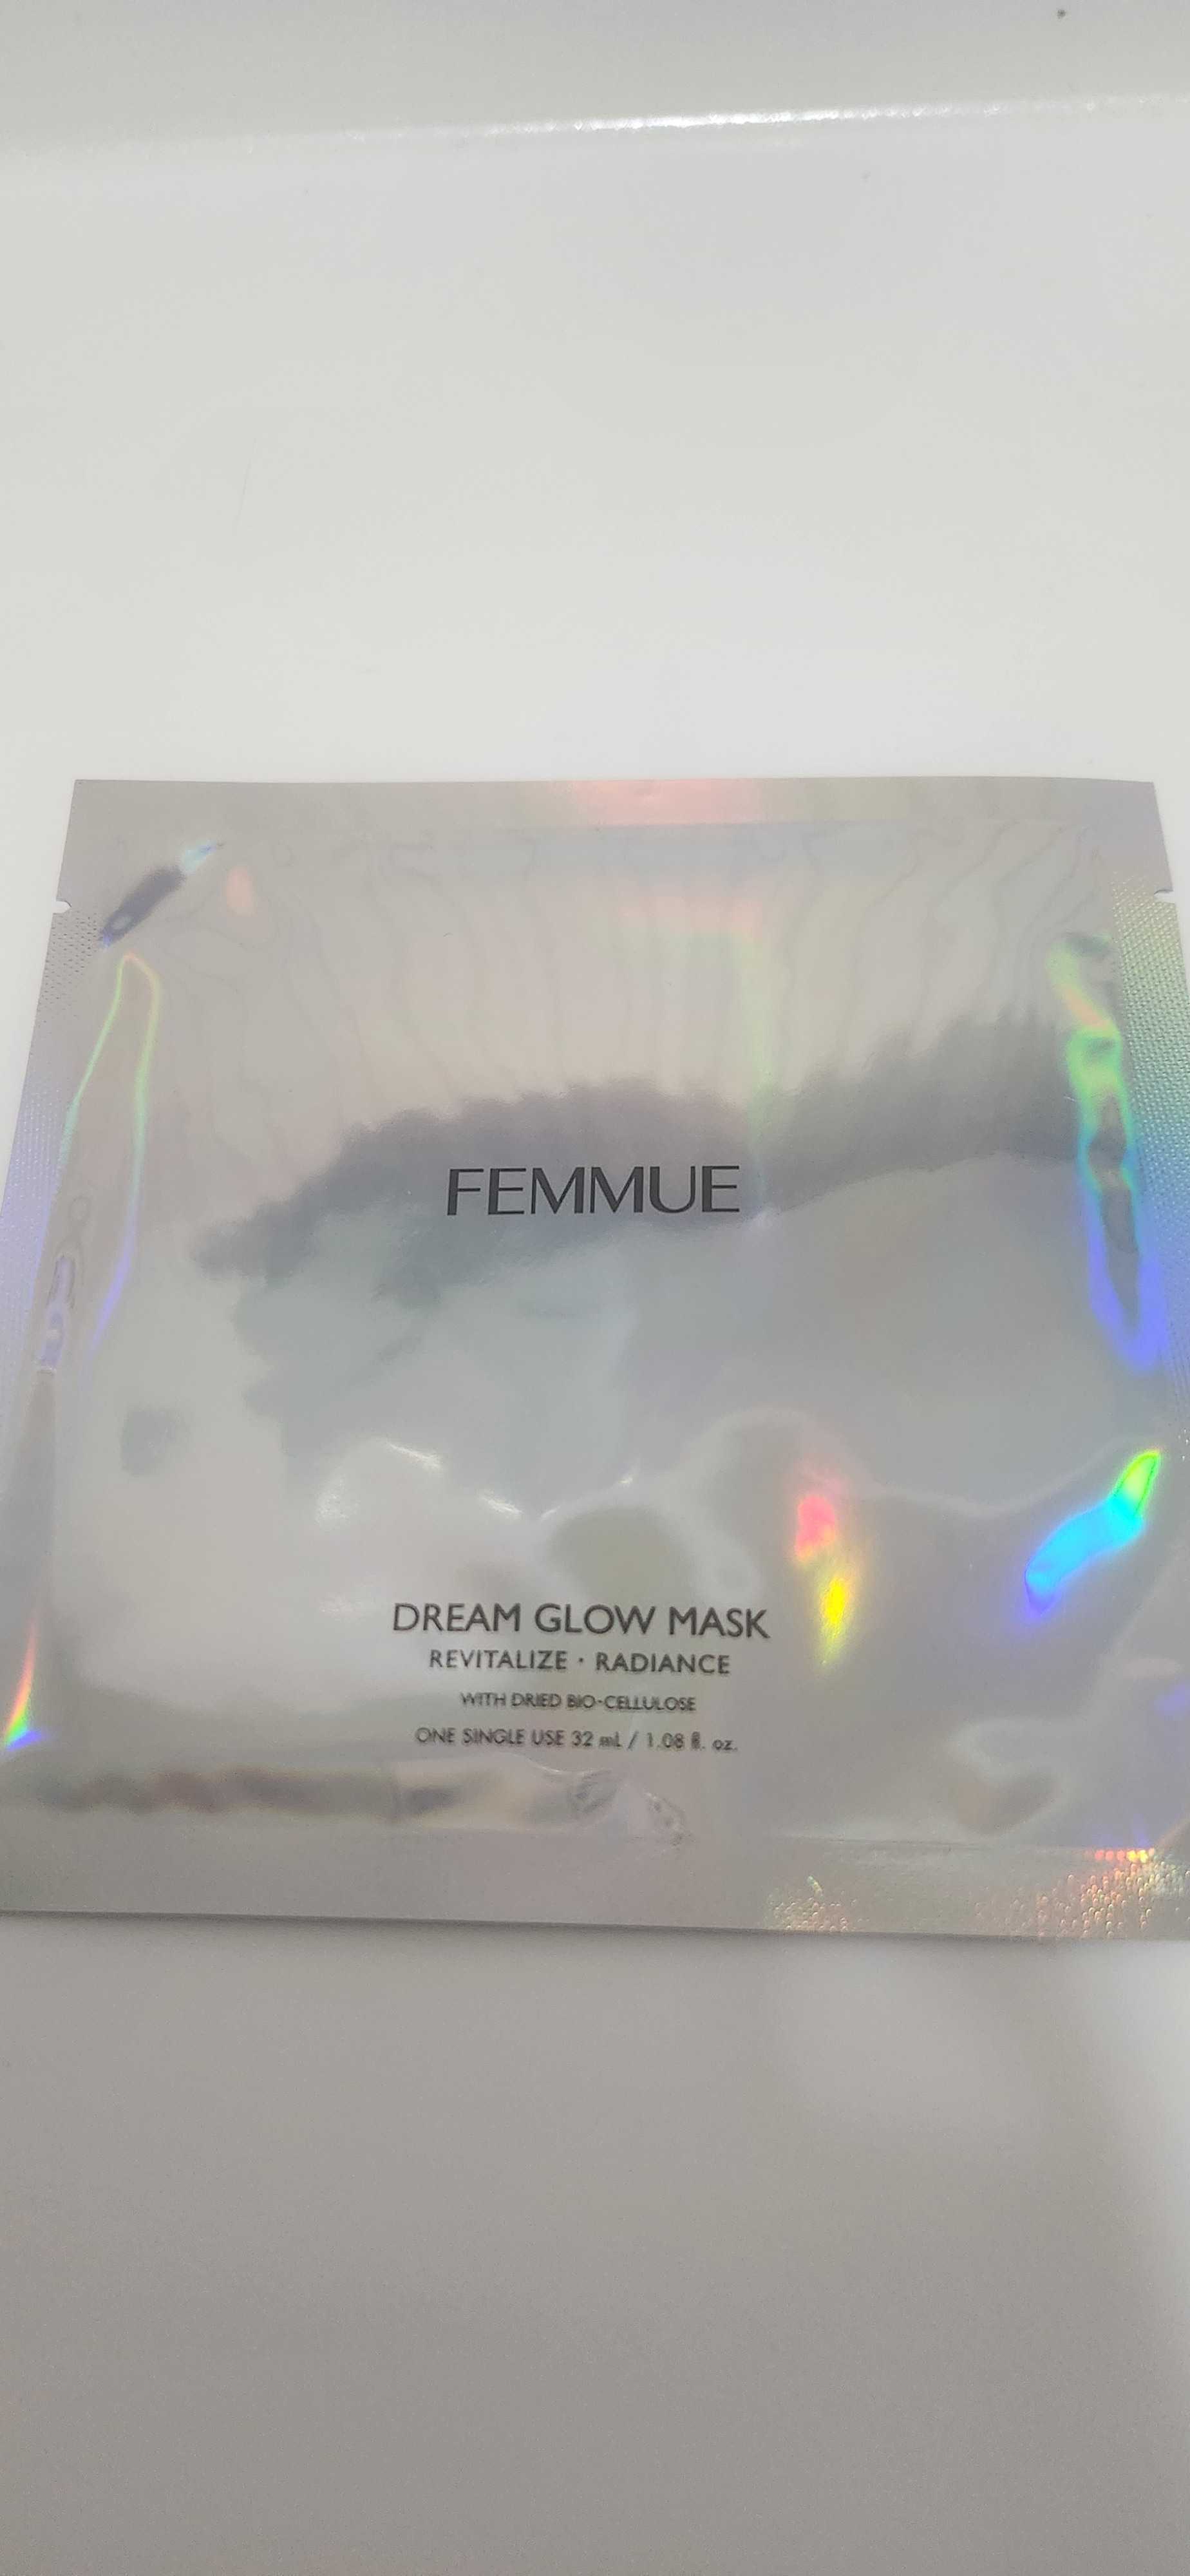 FEMMUE
DREAM GLOW MASK
REVITALIZE · RADIANCE
WITH DRIED BIO-CELLULOSE
ONE SINGLE USE 32 mL / 1.08 fl. oz.